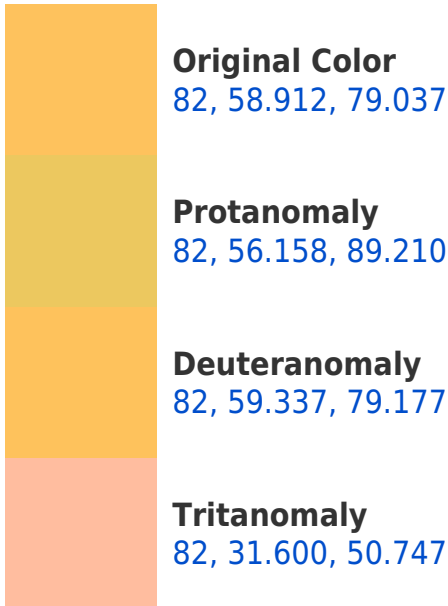 Original Color
82, 58.912, 79.037
Protanomaly
82, 56.158, 89.210
Deuteranomaly
82, 59.337, 79.177
Tritanomaly
82, 31.600, 50.747